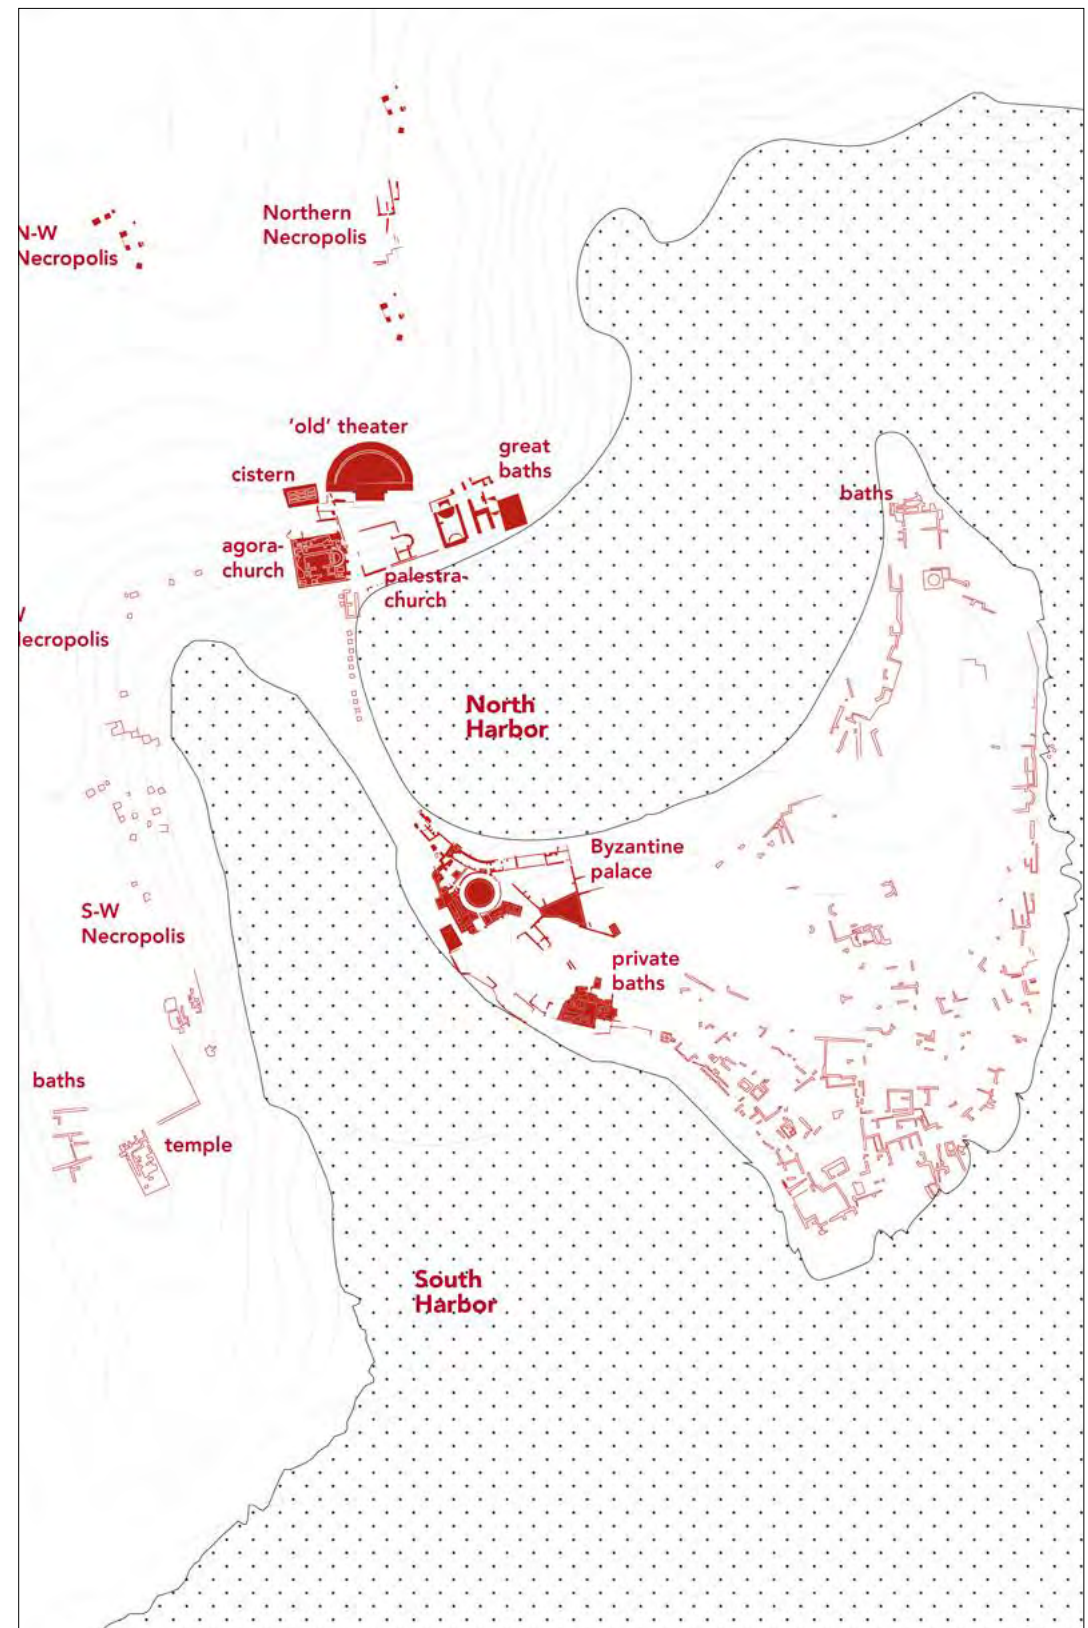 N-W
Necropolis
Northern
Necropolis
'old' theater
great
baths
cistern
baths
agora-
church
palestra-
church
North
Harbor
Byzantine
palace
S-W
Necropolis
private
baths
baths
temple
South
Harbor